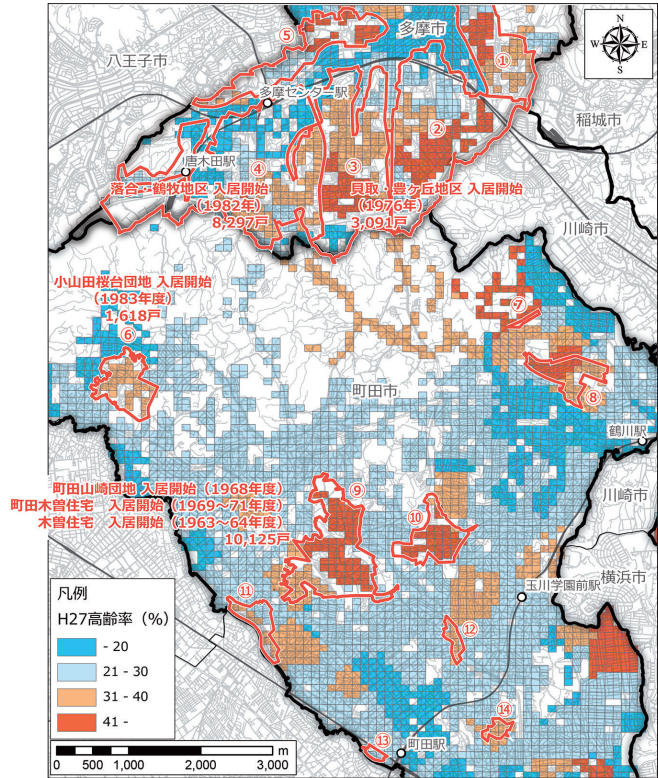 ⑤
多摩市
①
N
W E
S
八王子市
多摩センター駅
稲城市
②
唐木田駅
④
③
落合・鶴牧地区 入居開始
（1982年）
8,297戸
貝取・豊ヶ丘地区 入居開始
（1976年）
3,091戸
川崎市
小山田桜台団地 入居開始
（1983年度）
1,618戸
⑥
⑦
町田市
⑧
鶴川駅
町田山崎団地 入居開始（1968年度）
町田木曽住宅　入居開始（1969～71年度）
木曽住宅　入居開始（1963～64年度）
10,125戸
⑨
⑩
川崎市
横浜市
玉川学園前駅
⑪
⑫
凡例
H27高齢率（%）
- 20
21 - 30
31 - 40
41 -
⑭
⑬
町田駅
0 500 1,000 2,000 3,000 m